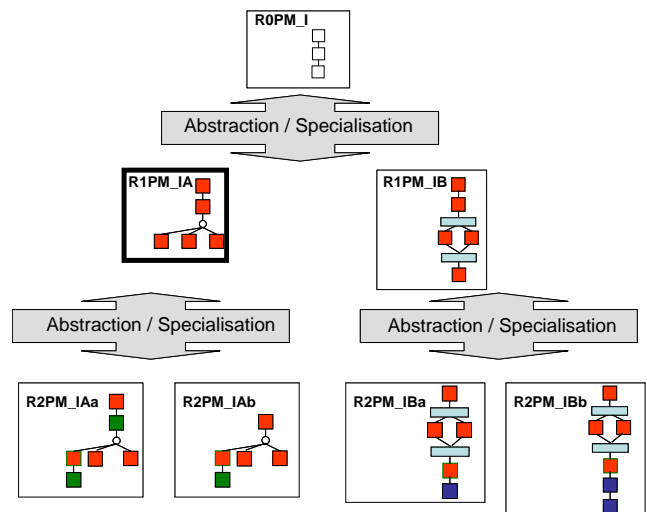 R0PM_I
Abstraction / Specialisation
R1PM_IA
R1PM_IB
Abstraction / Specialisation
Abstraction / Specialisation
R2PM_IAa
R2PM_IAb
R2PM_IBa
R2PM_IBb